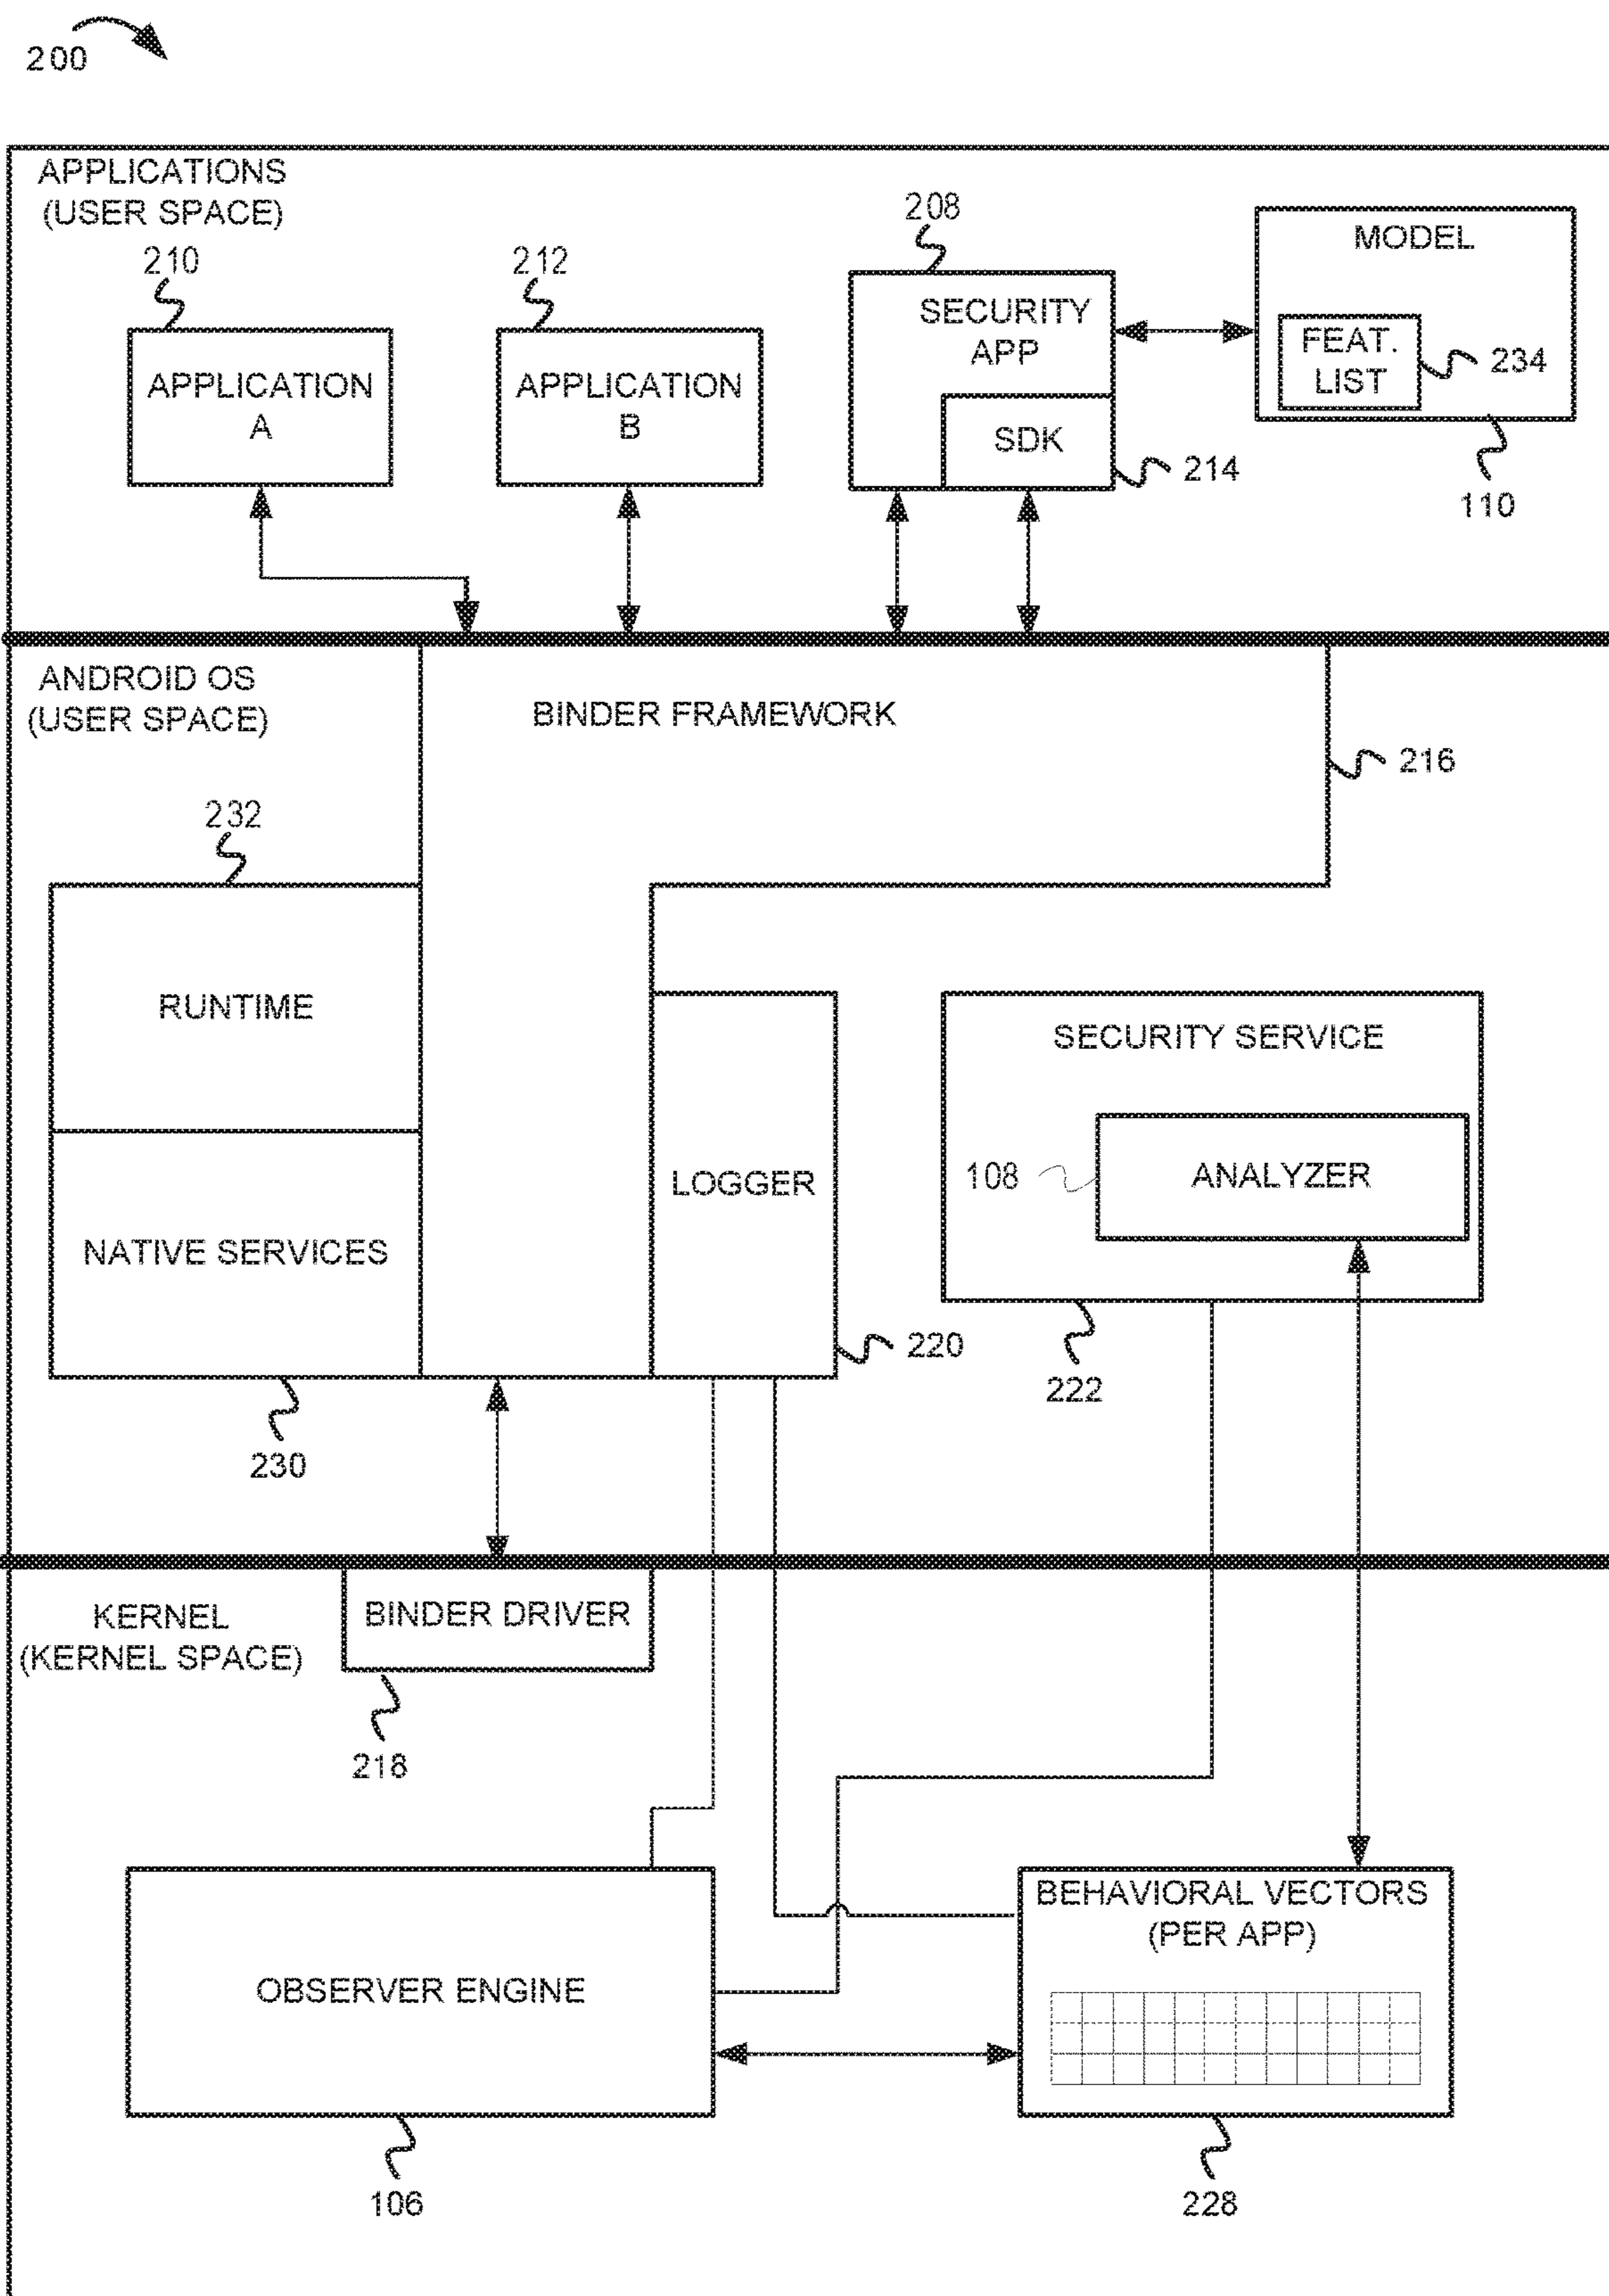 200
APPLICATIONS
(USER SPACE)
210
212
208
APPLICATION
A
APPLICATION
B
SECURITY
APP
SDK
214
MODEL
FEAT.
LIST
234
110
ANDROID OS
(USER SPACE)
BINDER FRAMEWORK
216
232
RUNTIME
NATIVE SERVICES
230
LOGGER
220
SECURITY SERVICE
108
ANALYZER
222
KERNEL
(KERNEL SPACE)
BINDER DRIVER
218
OBSERVER ENGINE
106
BEHAVIORAL VECTORS
(PER APP)
228